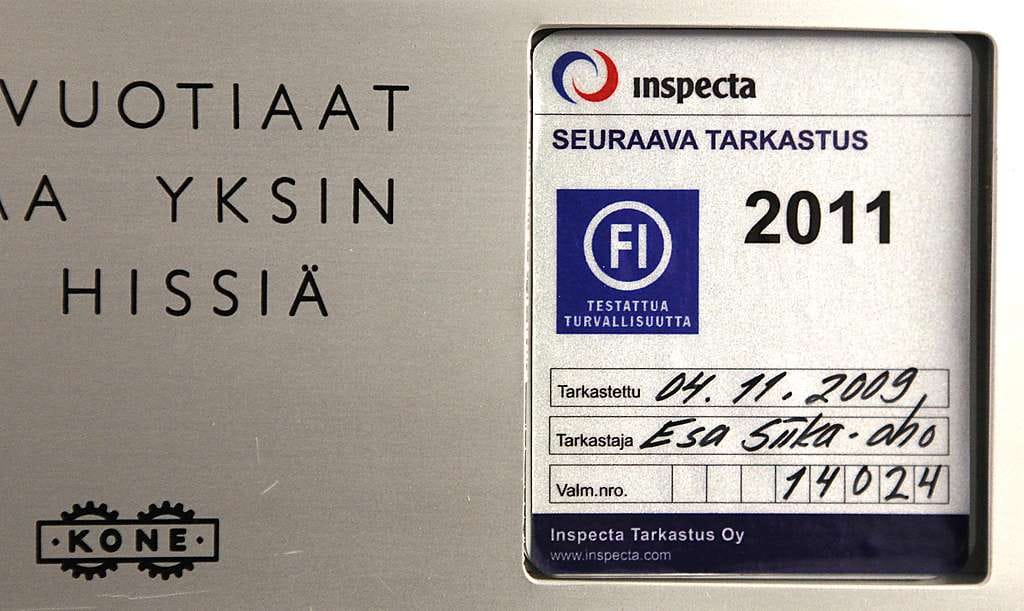 VUOTIAAT
AA YKSIN
HISSIÄ
·KONE·
inspecta
SEURAAVA TARKASTUS
2011
FI
TESTATTUA
TURVALLISUUTTA
Tarkastettu 04.11.2009,
Tarkastaja Esa Siika-aho
Valm.nro. 14024
Inspecta Tarkastus Oy
www.inspecta.com